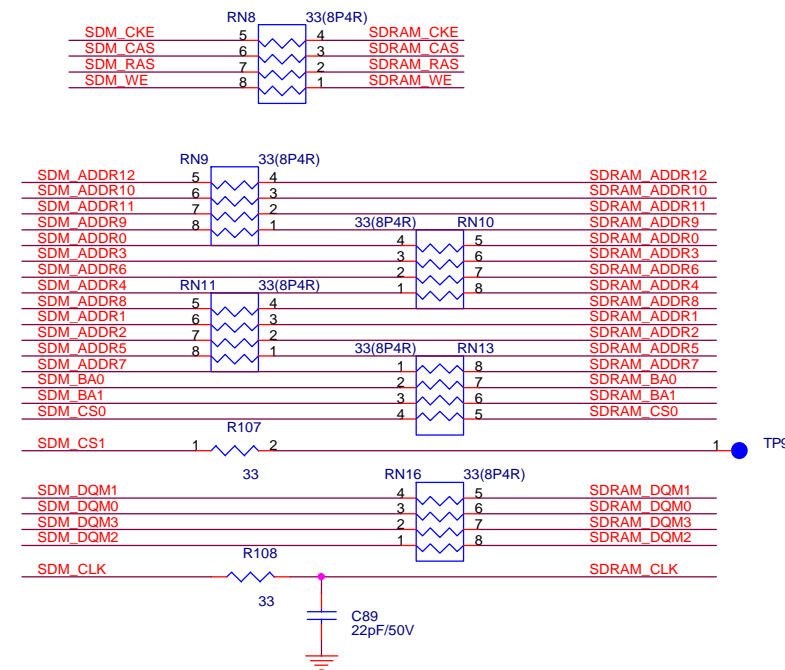 RN8 33(8P4R)
SDM_CKE 5 4 SDRAM_CKE
SDM_CAS 6 3 SDRAM_CAS
SDM_RAS 7 2 SDRAM_RAS
SDM_WE 8 1 SDRAM_WE
RN9 33(8P4R)
SDM_ADDR12 5 4 SDRAM_ADDR12
SDM_ADDR10 6 3 SDRAM_ADDR10
SDM_ADDR11 7 2 SDRAM_ADDR11
SDM_ADDR9 8 1 SDRAM_ADDR9
33(8P4R) RN10
SDM_ADDR0 4 5 SDRAM_ADDR0
SDM_ADDR3 3 6 SDRAM_ADDR3
SDM_ADDR6 2 7 SDRAM_ADDR6
SDM_ADDR4 1 8 SDRAM_ADDR4
RN11 33(8P4R)
SDM_ADDR8 5 4 SDRAM_ADDR8
SDM_ADDR1 6 3 SDRAM_ADDR1
SDM_ADDR2 7 2 SDRAM_ADDR2
SDM_ADDR5 8 1 SDRAM_ADDR5
33(8P4R) RN13
SDM_ADDR7 1 8 SDRAM_ADDR7
SDM_BA0 2 7 SDRAM_BA0
SDM_BA1 3 6 SDRAM_BA1
SDM_CS0 4 5 SDRAM_CS0
R107
SDM_CS1 1 2 1 TP9
33
RN16 33(8P4R)
SDM_DQM1 4 5 SDRAM_DQM1
SDM_DQM0 3 6 SDRAM_DQM0
SDM_DQM3 2 7 SDRAM_DQM3
SDM_DQM2 1 8 SDRAM_DQM2
R108
SDM_CLK SDRAM_CLK
33
C89
22pF/50V